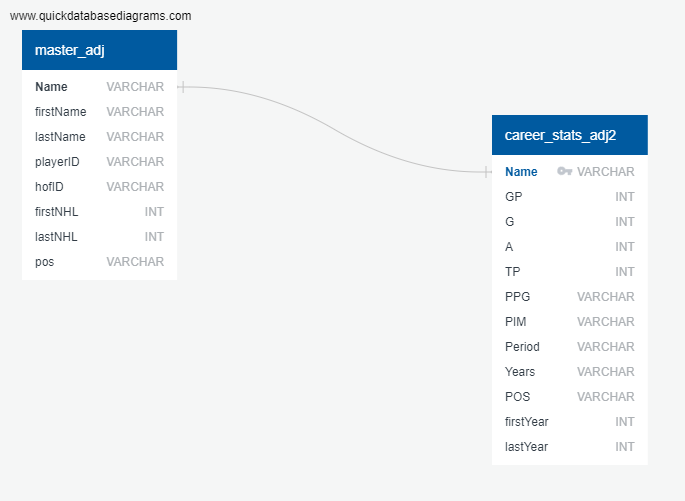 www.quickdatabasediagrams.com
master_adj
Name VARCHAR
firstName VARCHAR
lastName VARCHAR
playerID VARCHAR
hofID VARCHAR
firstNHL INT
lastNHL INT
pos VARCHAR
career_stats_adj2
Name VARCHAR
GP INT
G INT
A INT
TP INT
PPG VARCHAR
PIM VARCHAR
Period VARCHAR
Years VARCHAR
POS VARCHAR
firstYear INT
lastYear INT